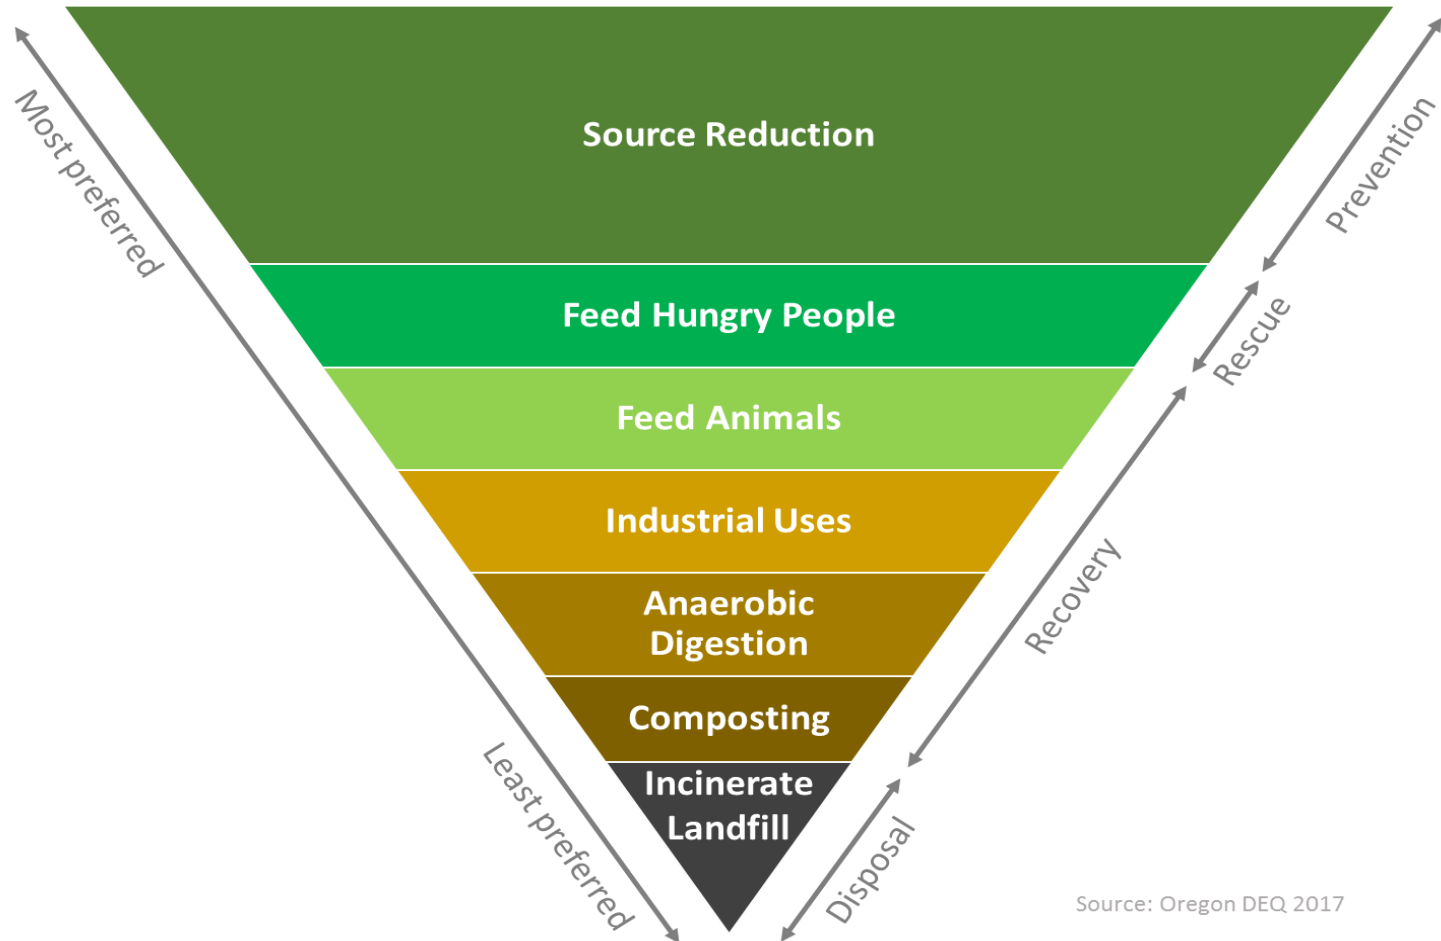 Source Reduction
Most preferred
Prevention
Feed Hungry People
Rescue
Feed Animals
Industrial Uses
Recovery
Anaerobic
Digestion
Composting
Incinerate
Landfill
Least preferred
Disposal
Source: Oregon DEQ 2017